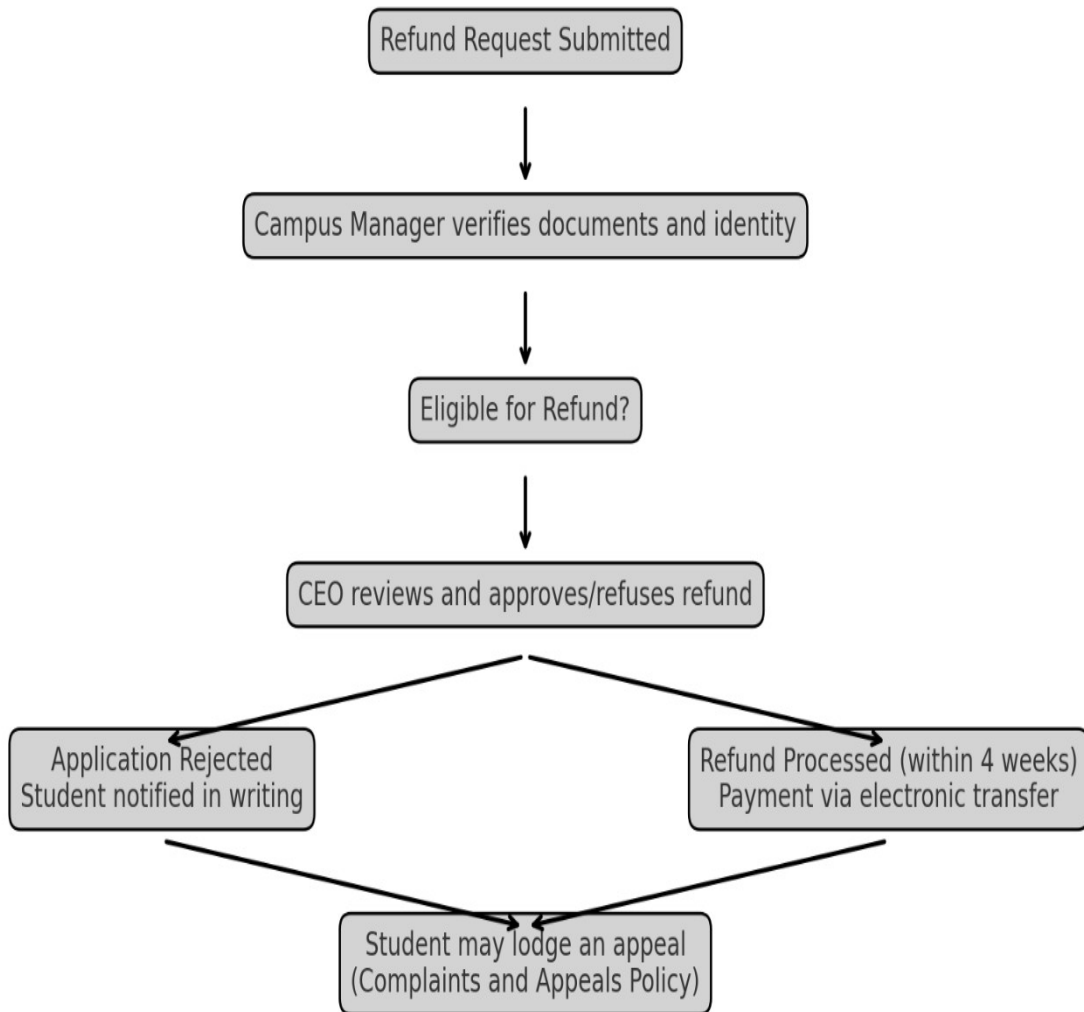 Refund Request Submitted
Campus Manager verifies documents and identity
Eligible for Refund?
CEO reviews and approves/refuses refund
Application Rejected
Student notified in writing
Refund Processed (within 4 weeks)
Payment via electronic transfer
Student may lodge an appeal
(Complaints and Appeals Policy)